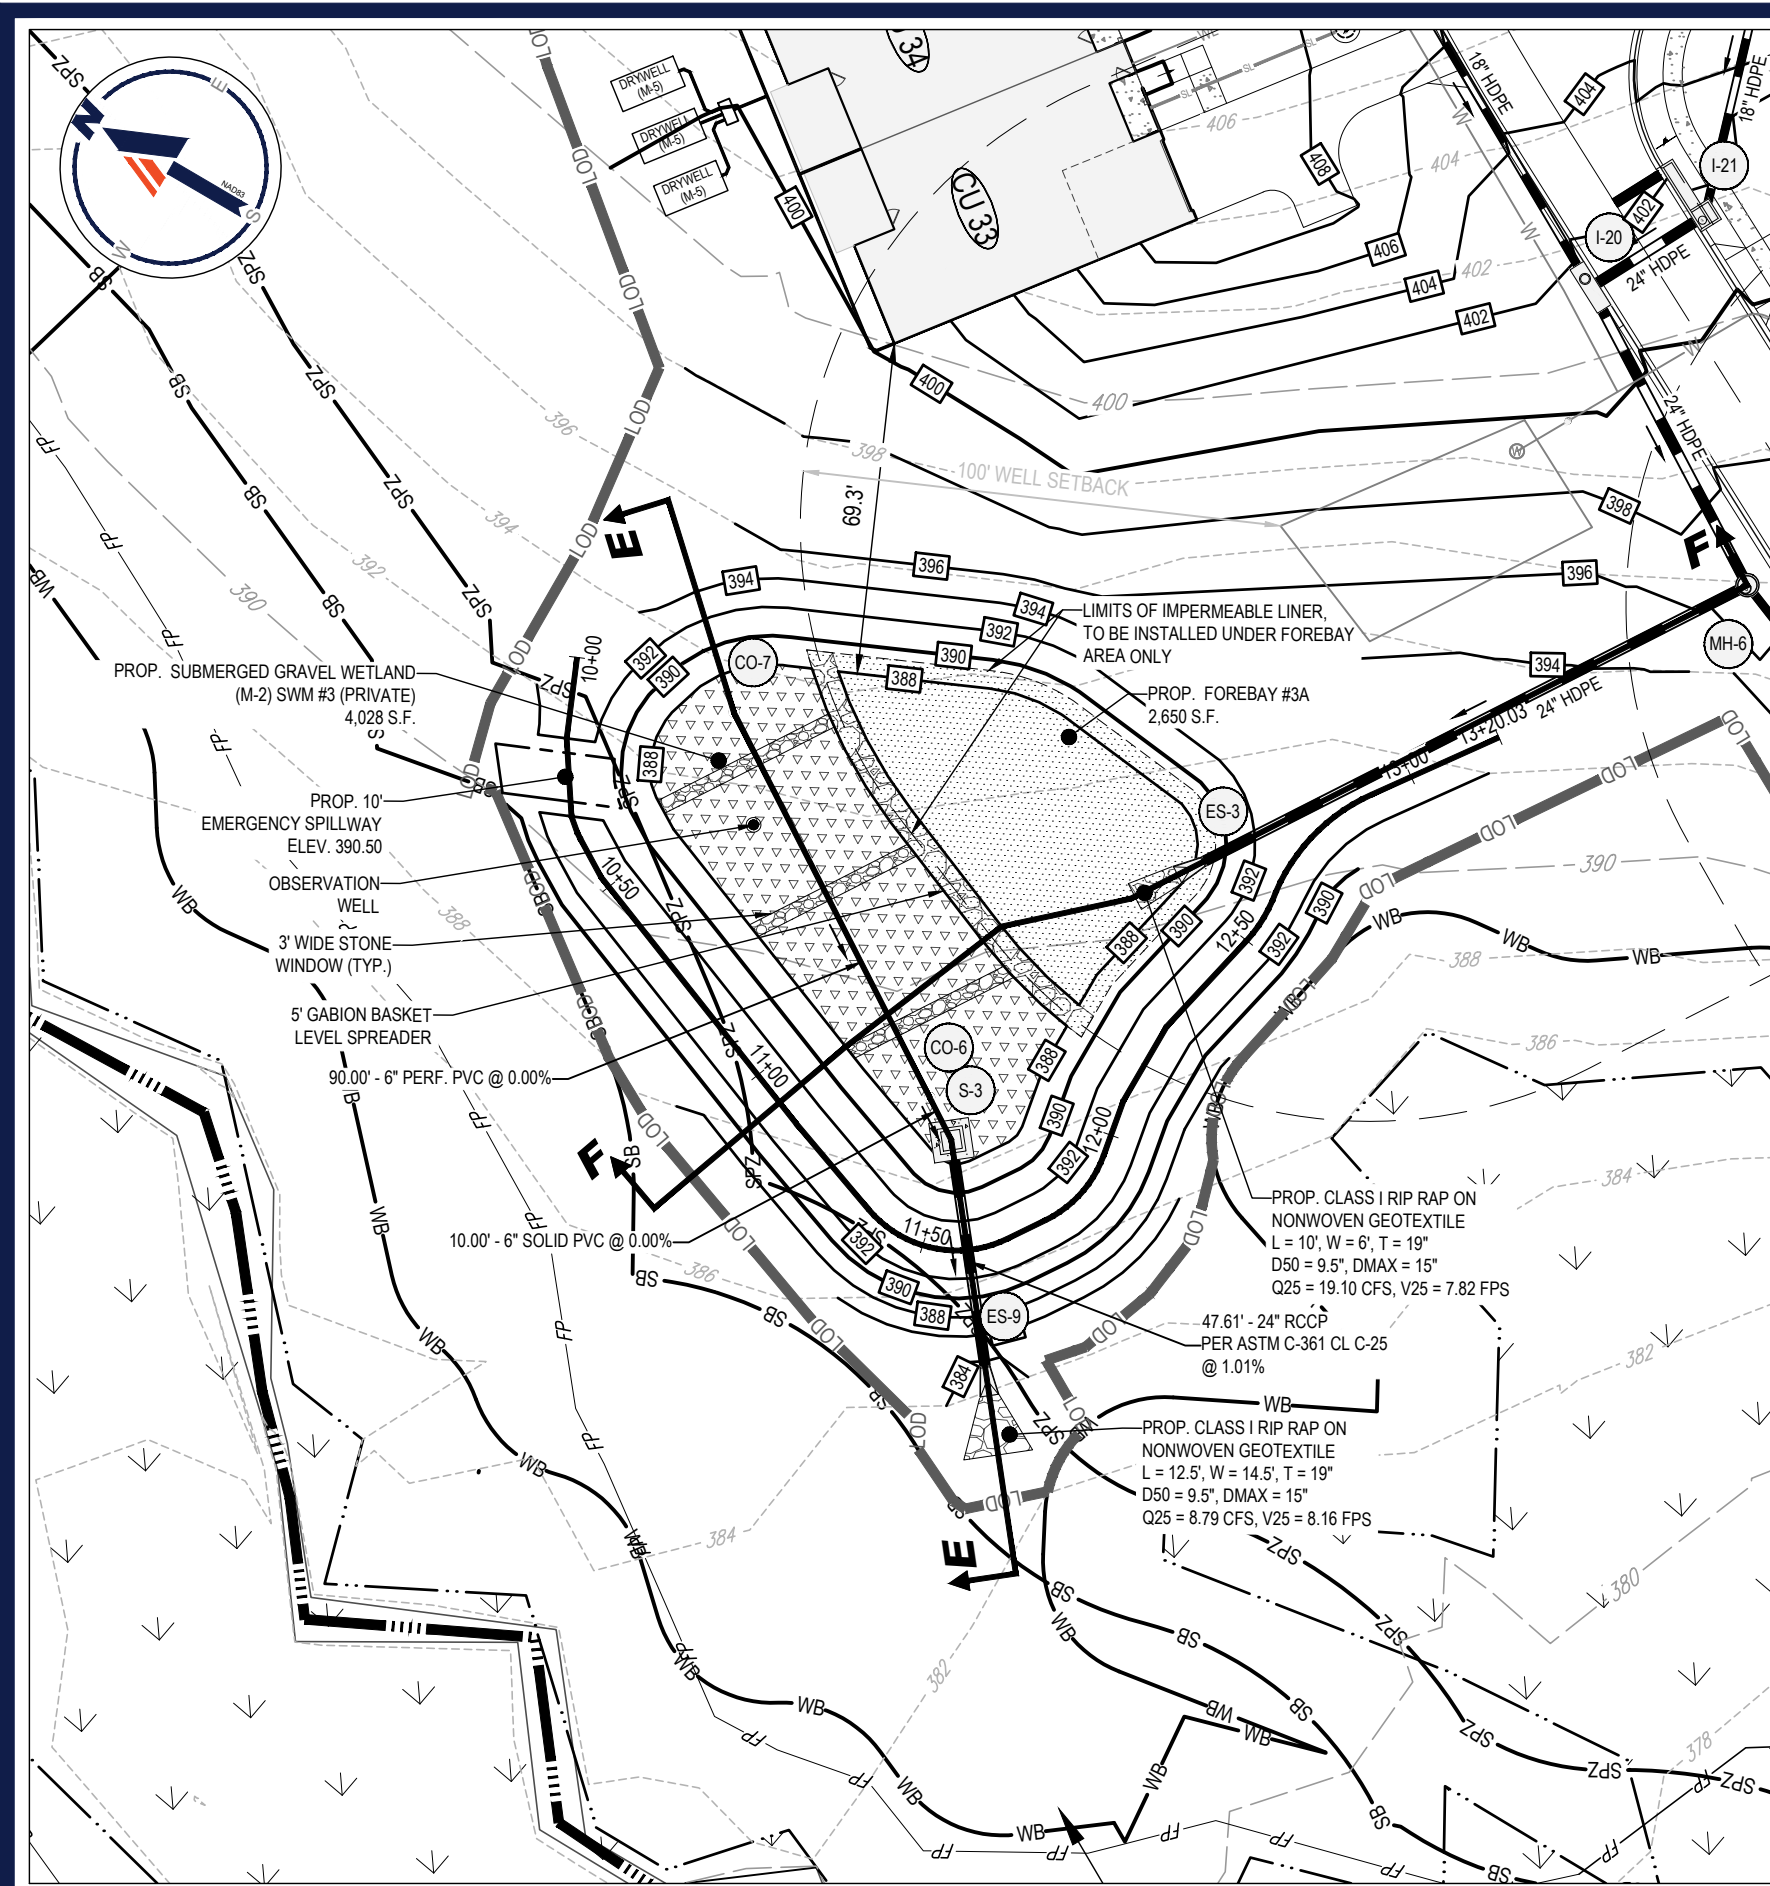 N
E
S
W
NAD83
DRYWELL
(M-5)
DRYWELL
(M-5)
DRYWELL
(M-5)
CU 33
34
18" HDPE
18" HDPE
I-21
I-20
24" HDPE
24" HDPE
MH-6
404
402
408
406
404
402
400
400
406
404
402
400
398
396
394
392
390
100' WELL SETBACK
69.3'
398
396
396
394
394
394
392
392
390
390
388
388
E
F
LIMITS OF IMPERMEABLE LINER,
TO BE INSTALLED UNDER FOREBAY
AREA ONLY
PROP. FOREBAY #3A
2,650 S.F.
CO-7
ES-3
10+00
PROP. SUBMERGED GRAVEL WETLAND
(M-2) SWM #3 (PRIVATE)
4,028 S.F.
PROP. 10'
EMERGENCY SPILLWAY
ELEV. 390.50
OBSERVATION
WELL
3' WIDE STONE
WINDOW (TYP.)
5' GABION BASKET
LEVEL SPREADER
90.00' - 6" PERF. PVC @ 0.00%
10.00' - 6" SOLID PVC @ 0.00%
24" HDPE
13+20.03
13+00
12+50
12+00
11+50
11+00
10+50
CO-6
S-3
ES-9
388
390
392
390
392
388
390
392
392
390
388
384
390
388
388
386
386
384
384
382
382
380
378
F
E
PROP. CLASS I RIP RAP ON
NONWOVEN GEOTEXTILE
L = 10', W = 6', T = 19"
D50 = 9.5", DMAX = 15"
Q25 = 19.10 CFS, V25 = 7.82 FPS
47.61' - 24" RCCP
PER ASTM C-361 CL C-25
@ 1.01%
PROP. CLASS I RIP RAP ON
NONWOVEN GEOTEXTILE
L = 12.5', W = 14.5', T = 19"
D50 = 9.5", DMAX = 15"
Q25 = 8.79 CFS, V25 = 8.16 FPS
LOD
SPZ
SB
WB
FP
W
SL